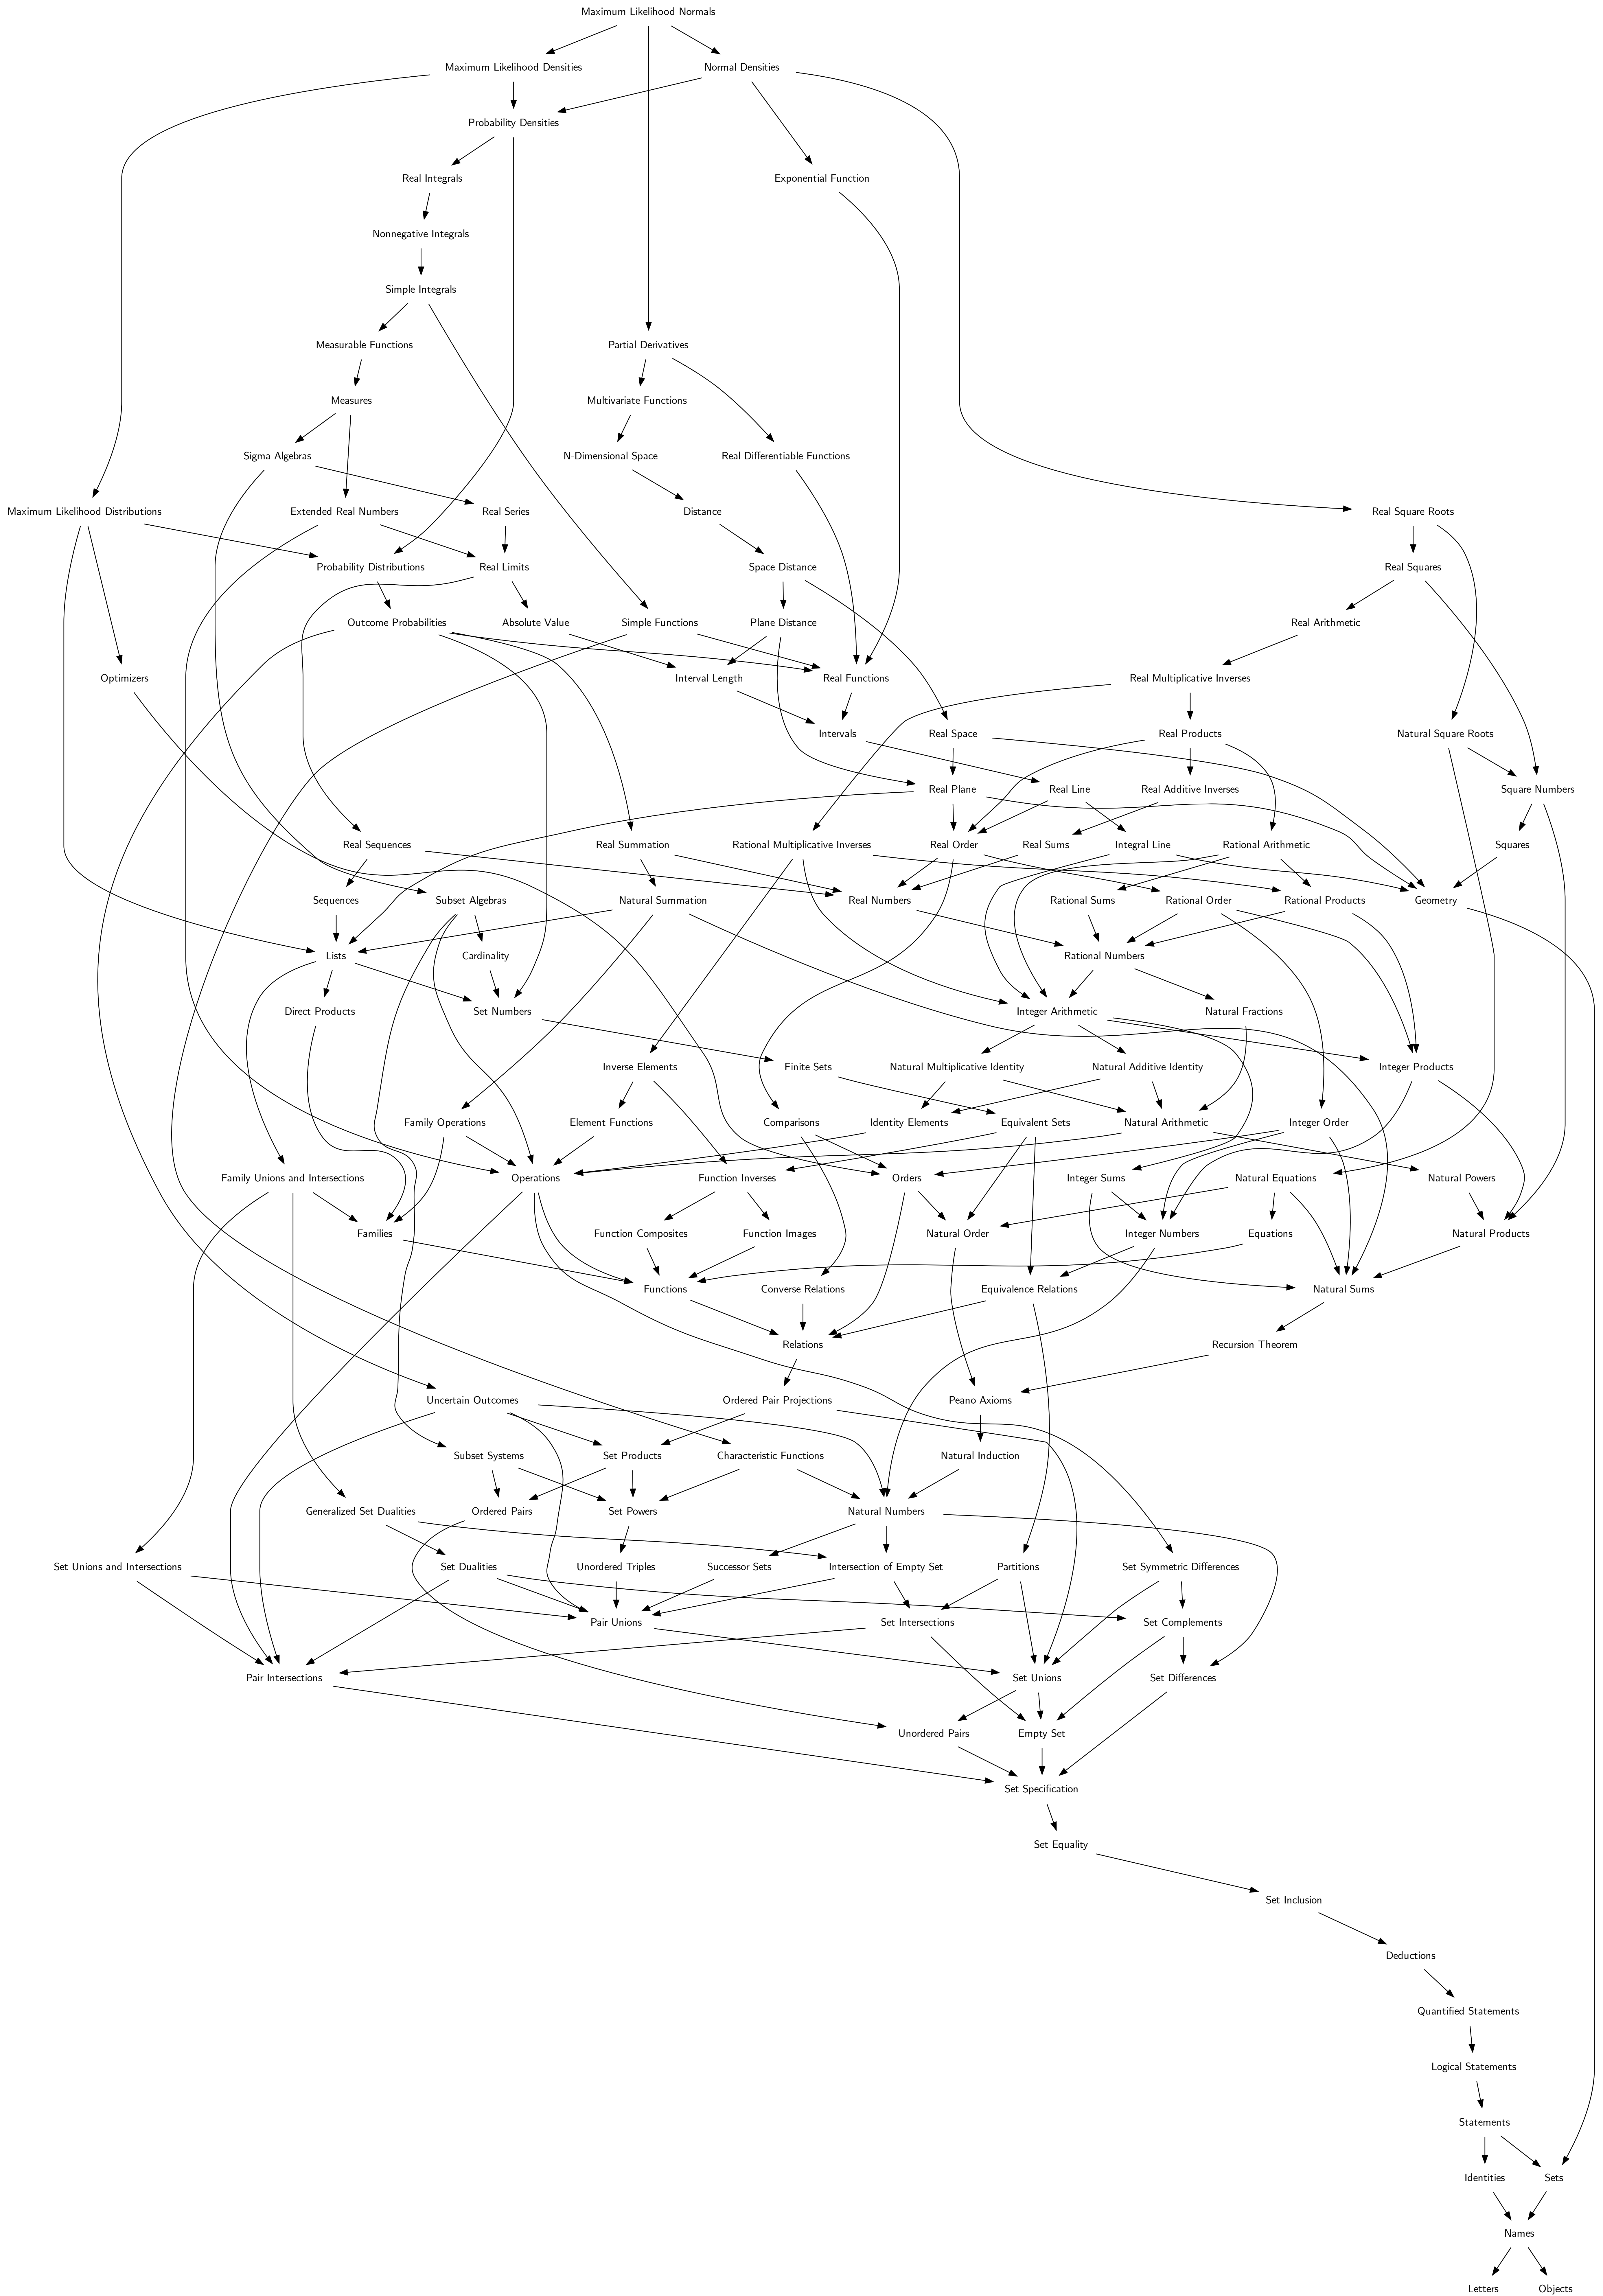 Maximum Likelihood Normals
Maximum Likelihood Densities
Normal Densities
Probability Densities
Real Integrals
Exponential Function
Nonnegative Integrals
Simple Integrals
Measurable Functions
Partial Derivatives
Measures
Multivariate Functions
Sigma Algebras
N-Dimensional Space
Real Differentiable Functions
Maximum Likelihood Distributions
Extended Real Numbers
Real Series
Distance
Real Square Roots
Probability Distributions
Real Limits
Space Distance
Real Squares
Outcome Probabilities
Absolute Value
Simple Functions
Plane Distance
Real Arithmetic
Optimizers
Interval Length
Real Functions
Real Multiplicative Inverses
Intervals
Real Space
Real Products
Natural Square Roots
Real Plane
Real Line
Real Additive Inverses
Square Numbers
Real Sequences
Real Summation
Rational Multiplicative Inverses
Real Order
Real Sums
Integral Line
Rational Arithmetic
Squares
Sequences
Subset Algebras
Natural Summation
Real Numbers
Rational Sums
Rational Order
Rational Products
Geometry
Lists
Cardinality
Rational Numbers
Direct Products
Set Numbers
Integer Arithmetic
Natural Fractions
Inverse Elements
Finite Sets
Natural Multiplicative Identity
Natural Additive Identity
Integer Products
Family Operations
Element Functions
Comparisons
Identity Elements
Equivalent Sets
Natural Arithmetic
Integer Order
Family Unions and Intersections
Operations
Function Inverses
Orders
Integer Sums
Natural Equations
Natural Powers
Families
Function Composites
Function Images
Natural Order
Integer Numbers
Equations
Natural Products
Functions
Converse Relations
Equivalence Relations
Natural Sums
Relations
Recursion Theorem
Uncertain Outcomes
Ordered Pair Projections
Peano Axioms
Subset Systems
Set Products
Characteristic Functions
Natural Induction
Generalized Set Dualities
Ordered Pairs
Set Powers
Natural Numbers
Set Unions and Intersections
Set Dualities
Unordered Triples
Successor Sets
Intersection of Empty Set
Partitions
Set Symmetric Differences
Pair Unions
Set Intersections
Set Complements
Pair Intersections
Set Unions
Set Differences
Unordered Pairs
Empty Set
Set Specification
Set Equality
Set Inclusion
Deductions
Quantified Statements
Logical Statements
Statements
Identities
Sets
Names
Letters
Objects